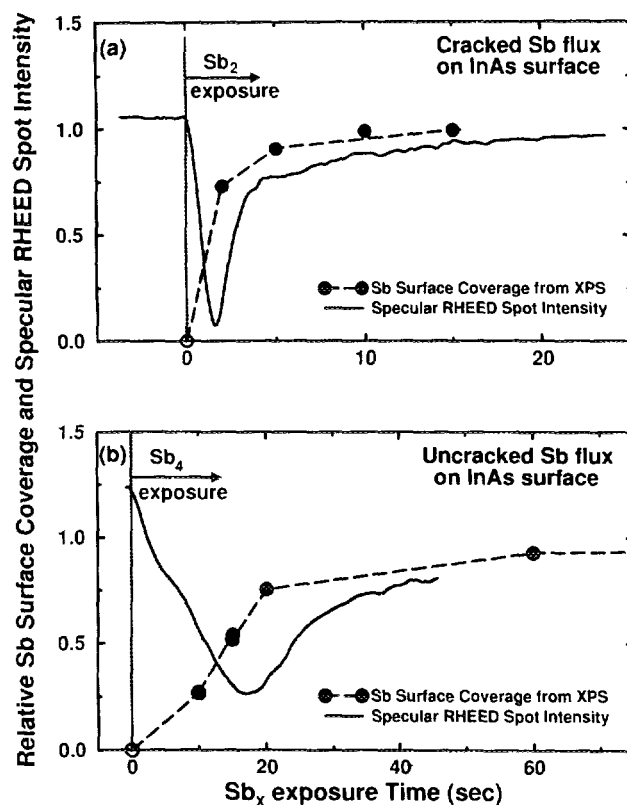 Relative Sb Surface Coverage and Specular RHEED Spot Intensity
1.5
(a)
Cracked Sb flux
on InAs surface
Sb2
exposure
1.0
0.5
Sb Surface Coverage from XPS
Specular RHEED Spot Intensity
0.0
0
10
20
1.5
(b)
Uncracked Sb flux
on InAs surface
Sb4
exposure
1.0
0.5
Sb Surface Coverage from XPS
Specular RHEED Spot Intensity
0.0
0
20
40
60
Sbx exposure Time (sec)